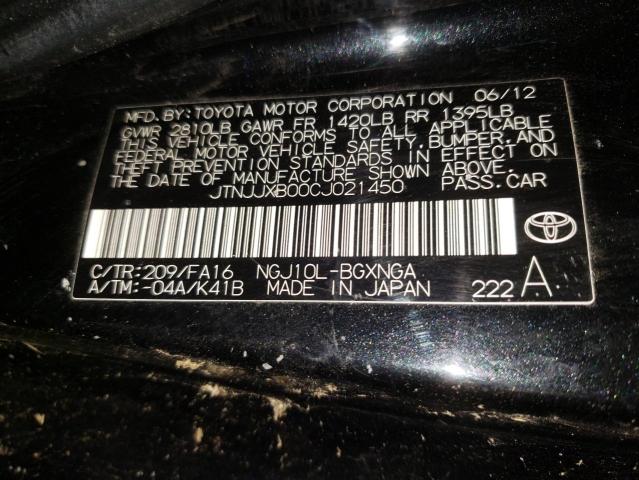 MFD. BY: TOYOTA MOTOR CORPORATION 06/12
GVWR 2810LB GAWR FR 1420LB RR 1395LB
THIS VEHICLE CONFORMS TO ALL APPLICABLE
FEDERAL MOTOR VEHICLE SAFETY, BUMPER, AND
THEFT PREVENTION STANDARDS IN EFFECT ON
THE DATE OF MANUFACTURE SHOWN ABOVE.
JTNJJXB00CJ021450 PASS. CAR
C/TR: 209/FA16 NGJ10L-BGXNGA
A/TM: -04A/K41B MADE IN JAPAN 222 A